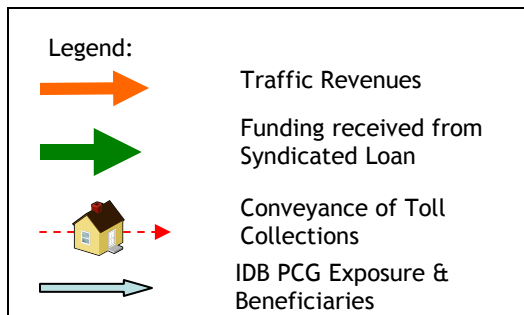 Legend:
Traffic Revenues
Funding received from
Syndicated Loan
Conveyance of Toll
Collections
IDB PCG Exposure &
Beneficiaries